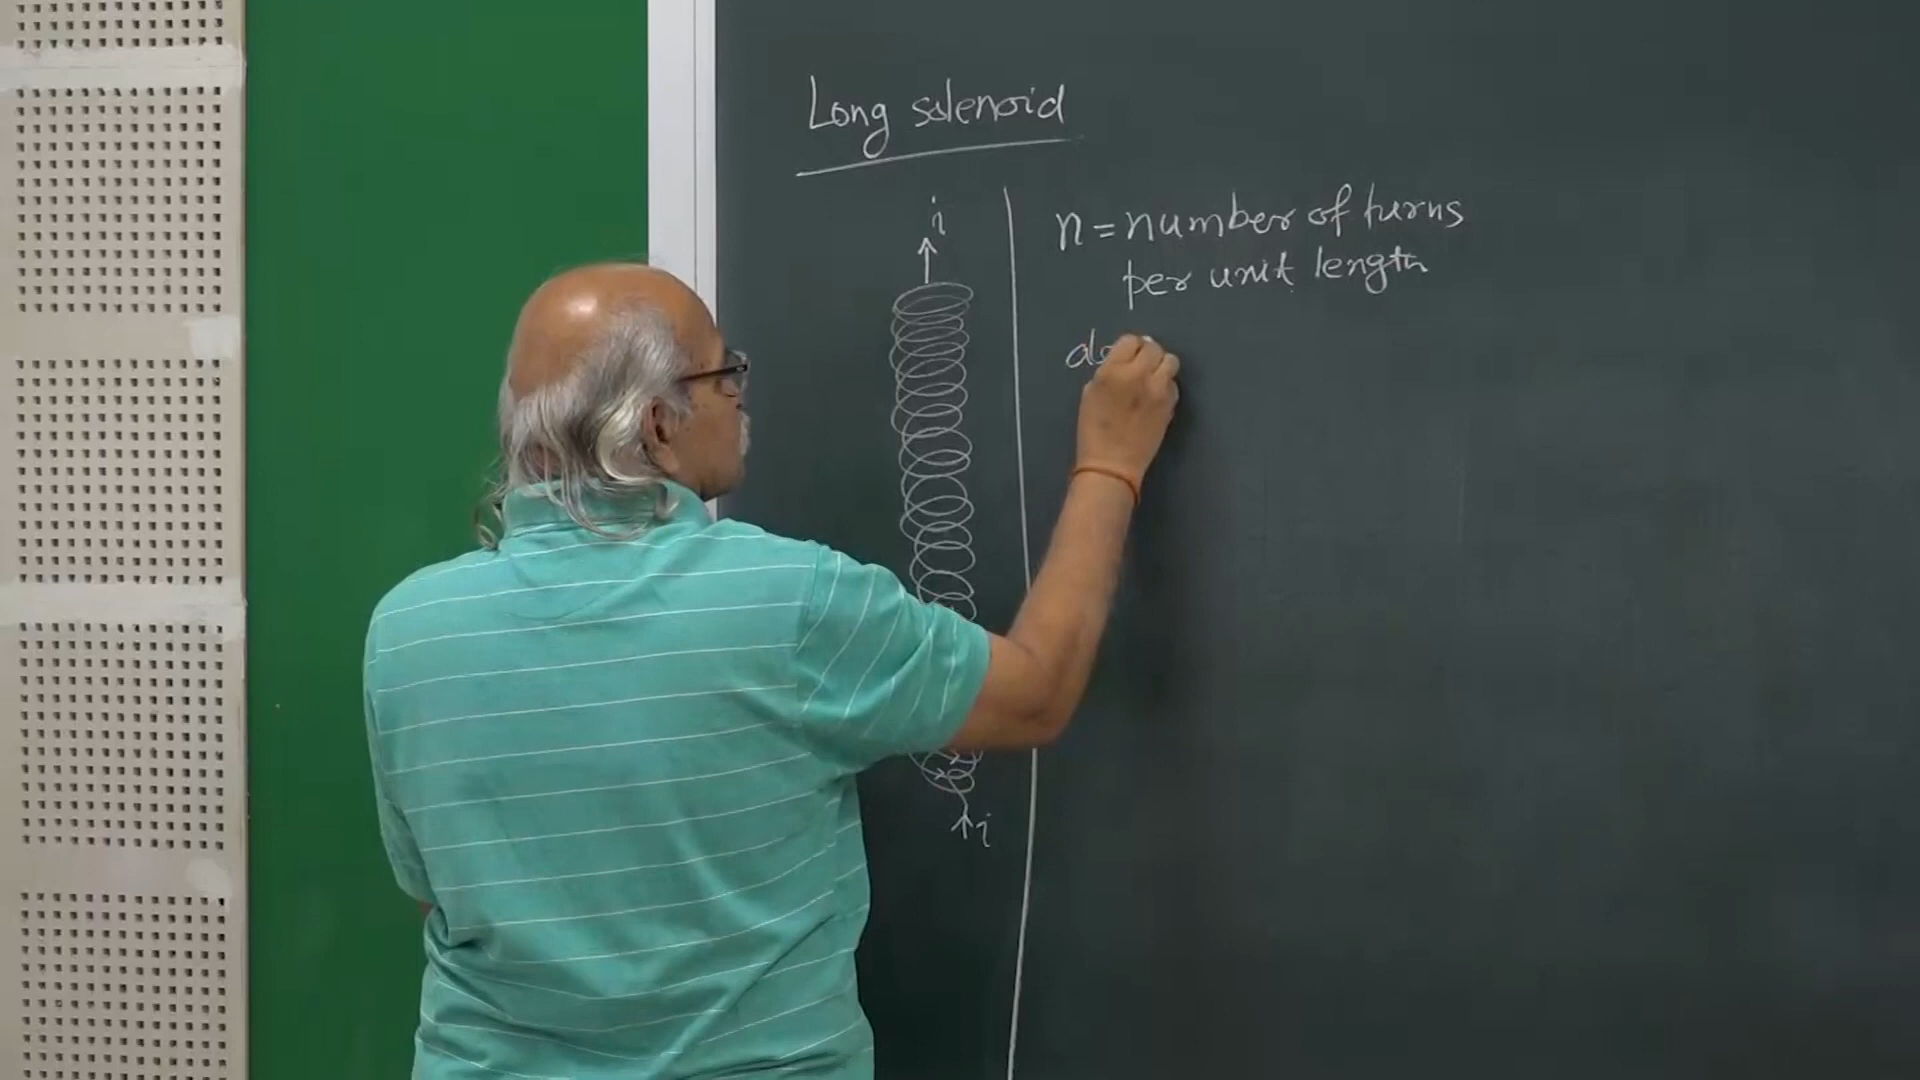 Long solenoid
i
n = number of turns
per unit length
i